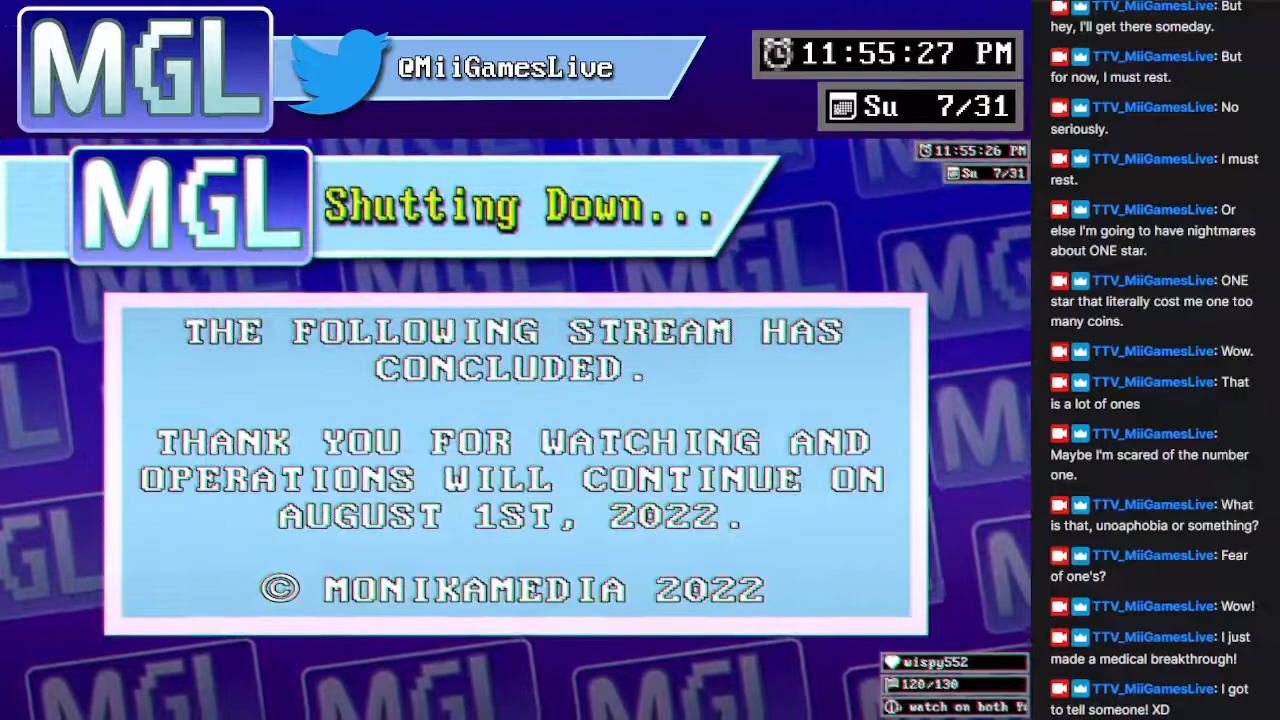 MGL
@MiiGamesLive
11:55:27 PM
Su 7/31
11:55:26 PM
Su 7/31
MGL
Shutting Down...
THE FOLLOWING STREAM HAS
CONCLUDED.
THANK YOU FOR WATCHING AND
OPERATIONS WILL CONTINUE ON
AUGUST 1ST, 2022.
© MONIKAMEDIA 2022
wispy552
120/130
watch on both
TTV_MiiGamesLive: But
hey, I'll get there someday.
TTV_MiiGamesLive: But
for now, I must rest.
TTV_MiiGamesLive: No
seriously.
TTV_MiiGamesLive: I must
rest.
TTV_MiiGamesLive: Or
else I'm going to have nightmares
about ONE star.
TTV_MiiGamesLive: ONE
star that literally cost me one too
many coins.
TTV_MiiGamesLive: Wow.
TTV_MiiGamesLive: That
is a lot of ones
TTV_MiiGamesLive:
Maybe I'm scared of the number
one.
TTV_MiiGamesLive: What
is that, unoaphobia or something?
TTV_MiiGamesLive: Fear
of one's?
TTV_MiiGamesLive: Wow!
TTV_MiiGamesLive: I just
made a medical breakthrough!
TTV_MiiGamesLive: I got
to tell someone! XD